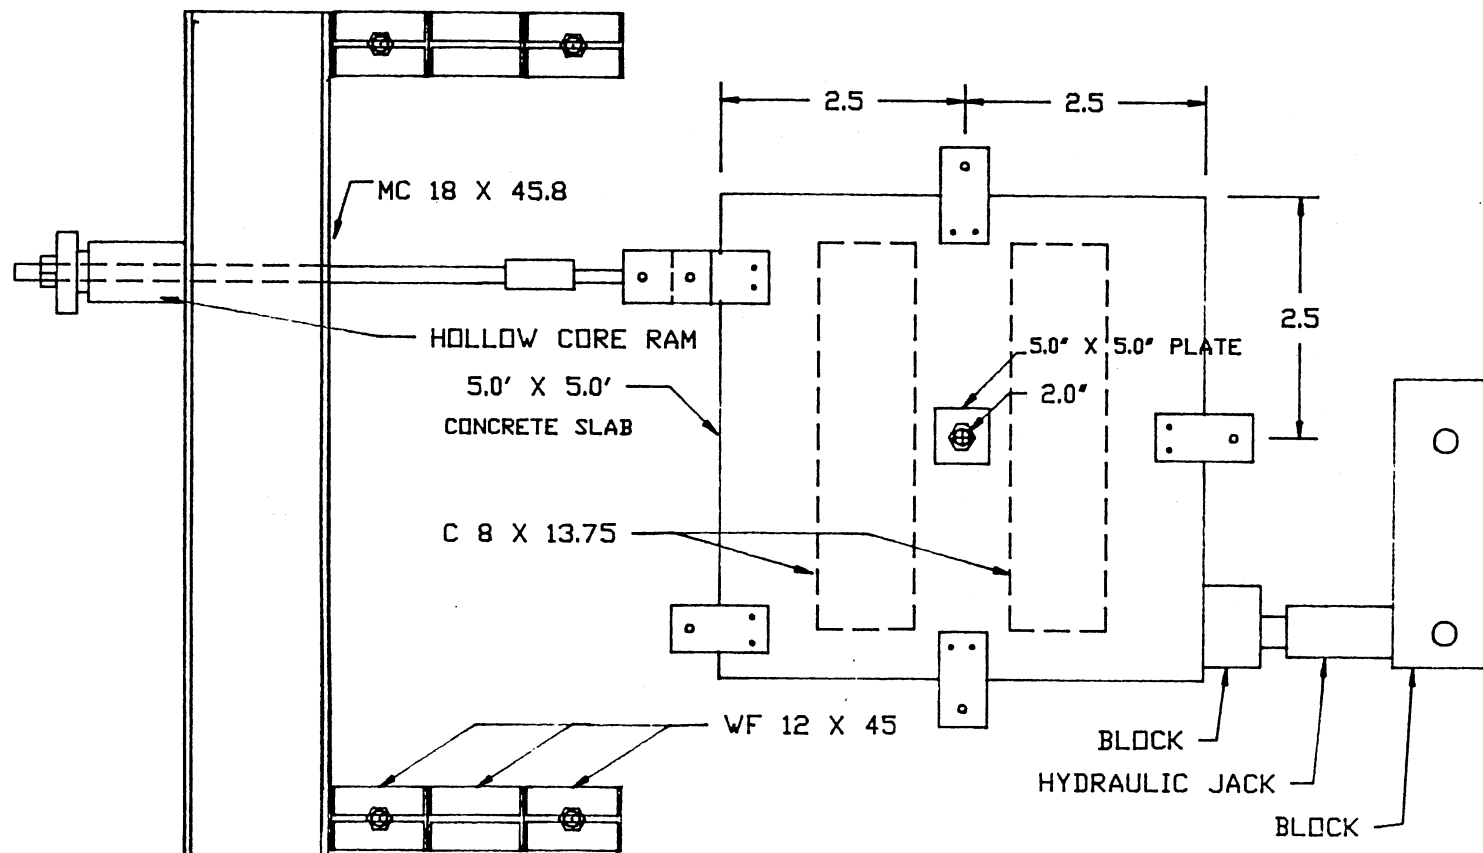 2.5
2.5
MC 18 X 45.8
2.5
HOLLOW CORE RAM
5.0" X 5.0" PLATE
5.0' X 5.0'
2.0"
CONCRETE SLAB
C 8 X 13.75
WF 12 X 45
BLOCK
HYDRAULIC JACK
BLOCK